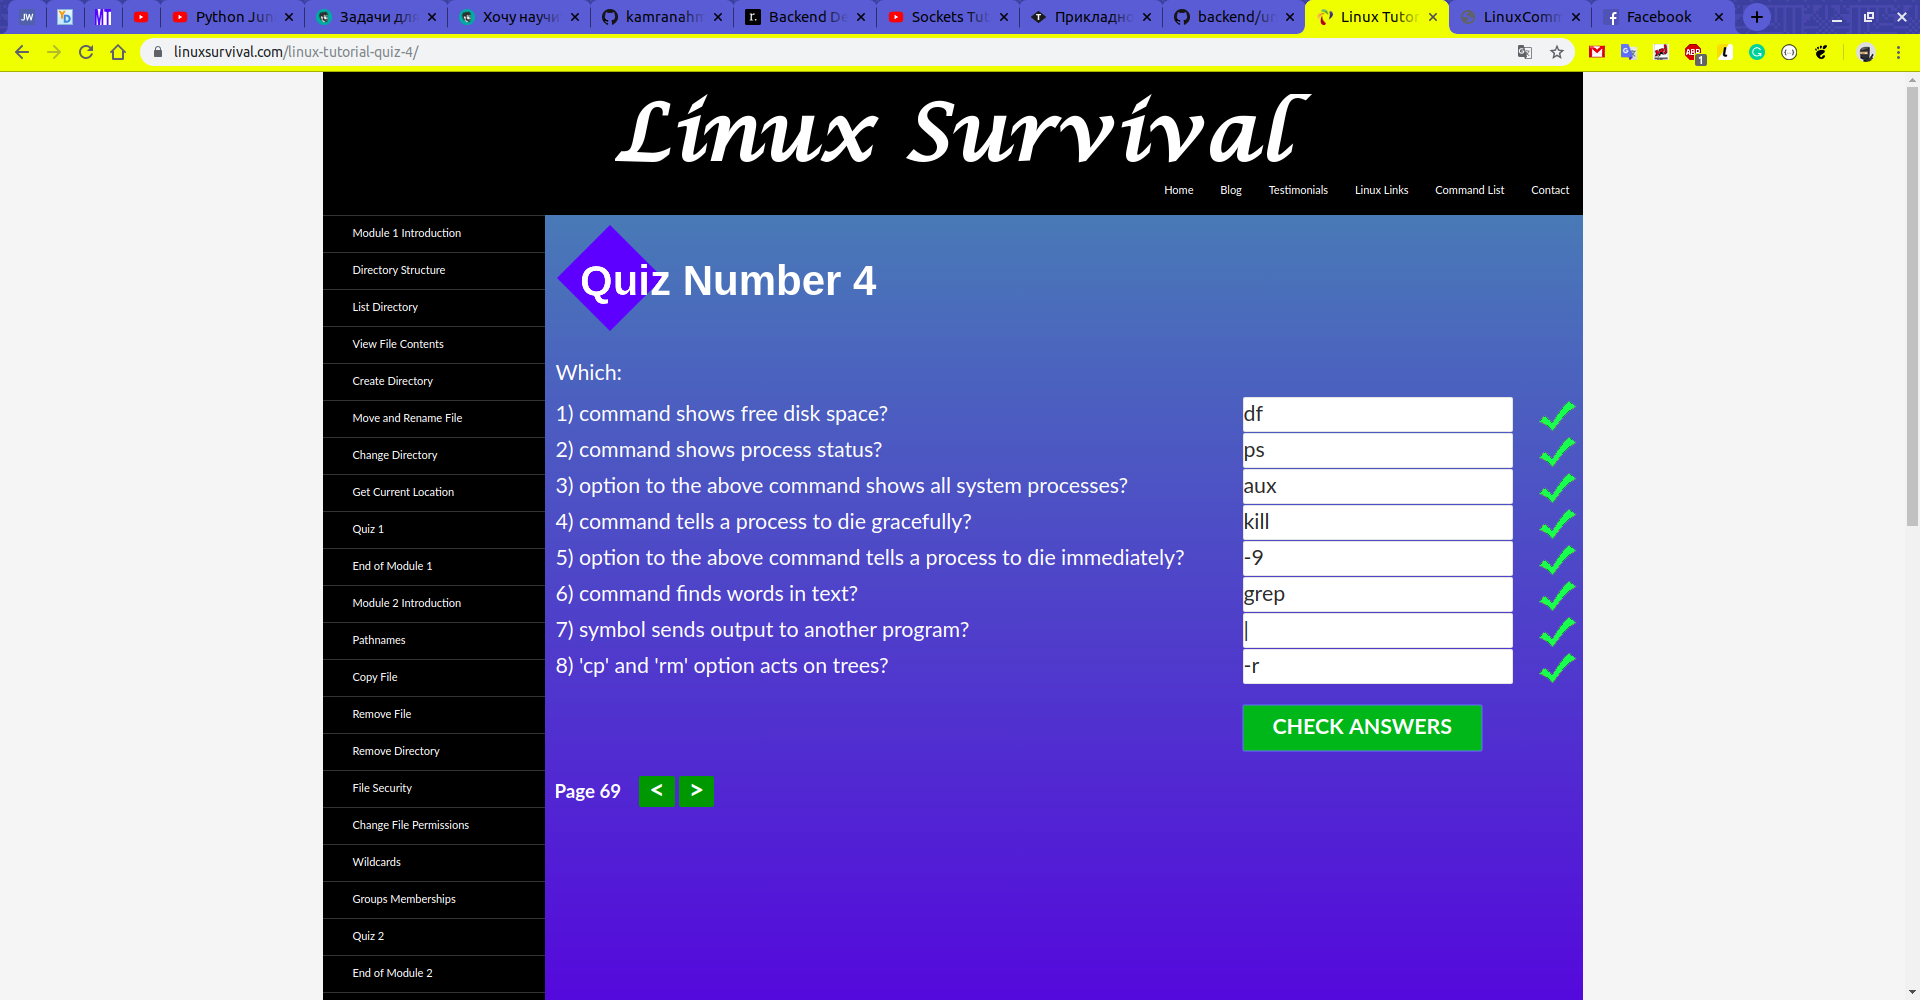 JW
Python Jun
Задачи для
Хочу научи
kamranahm
Backend De
Sockets Tut
Прикладно
backend/un
Linux Tutor
LinuxComm
Facebook
linuxsurvival.com/linux-tutorial-quiz-4/
ABP
1
Linux Survival
Home
Blog
Testimonials
Linux Links
Command List
Contact
Module 1 Introduction
Directory Structure
List Directory
View File Contents
Create Directory
Move and Rename File
Change Directory
Get Current Location
Quiz 1
End of Module 1
Module 2 Introduction
Pathnames
Copy File
Remove File
Remove Directory
File Security
Change File Permissions
Wildcards
Groups Memberships
Quiz 2
End of Module 2
Quiz Number 4
Which:
1) command shows free disk space? df
2) command shows process status? ps
3) option to the above command shows all system processes? aux
4) command tells a process to die gracefully? kill
5) option to the above command tells a process to die immediately? -9
6) command finds words in text? grep
7) symbol sends output to another program? |
8) 'cp' and 'rm' option acts on trees? -r
CHECK ANSWERS
Page 69 < >